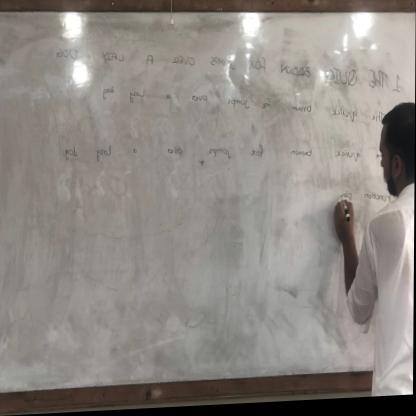 1. THE QUICK BROWN FOX JUMPS OVER A LAZY DOG
the quick brown fox jumps over a lazy dog
quick brown fox jumps over a lazy dog